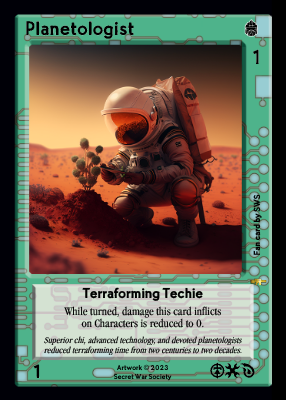 Planetologist
1
Fan card by SWS
Terraforming Techie
While turned, damage this card inflicts
on Characters is reduced to 0.
Superior chi, advanced technology, and devoted planetologists
reduced terraforming time from two centuries to two decades.
1
Artwork © 2023
Secret War Society